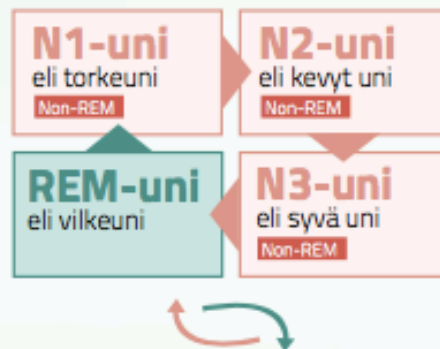 N1-uni
eli torkeuni
Non-REM
N2-uni
eli kevyt uni
Non-REM
REM-uni
eli vilkeuni
N3-uni
eli syvä uni
Non-REM